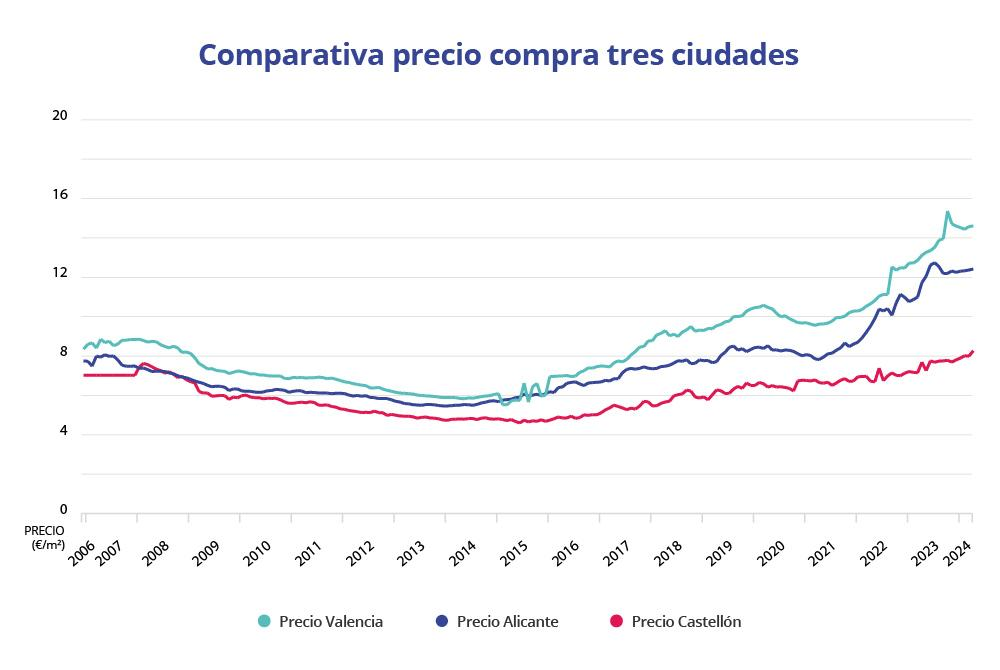 Comparativa precio compra tres ciudades
20
16
12
8
4
0
PRECIO
(€/m²)
2006 2007 2008 2009 2010 2011 2012 2013 2014 2015 2016 2017 2018 2019 2020 2021 2022 2023 2024
Precio Valencia Precio Alicante Precio Castellón